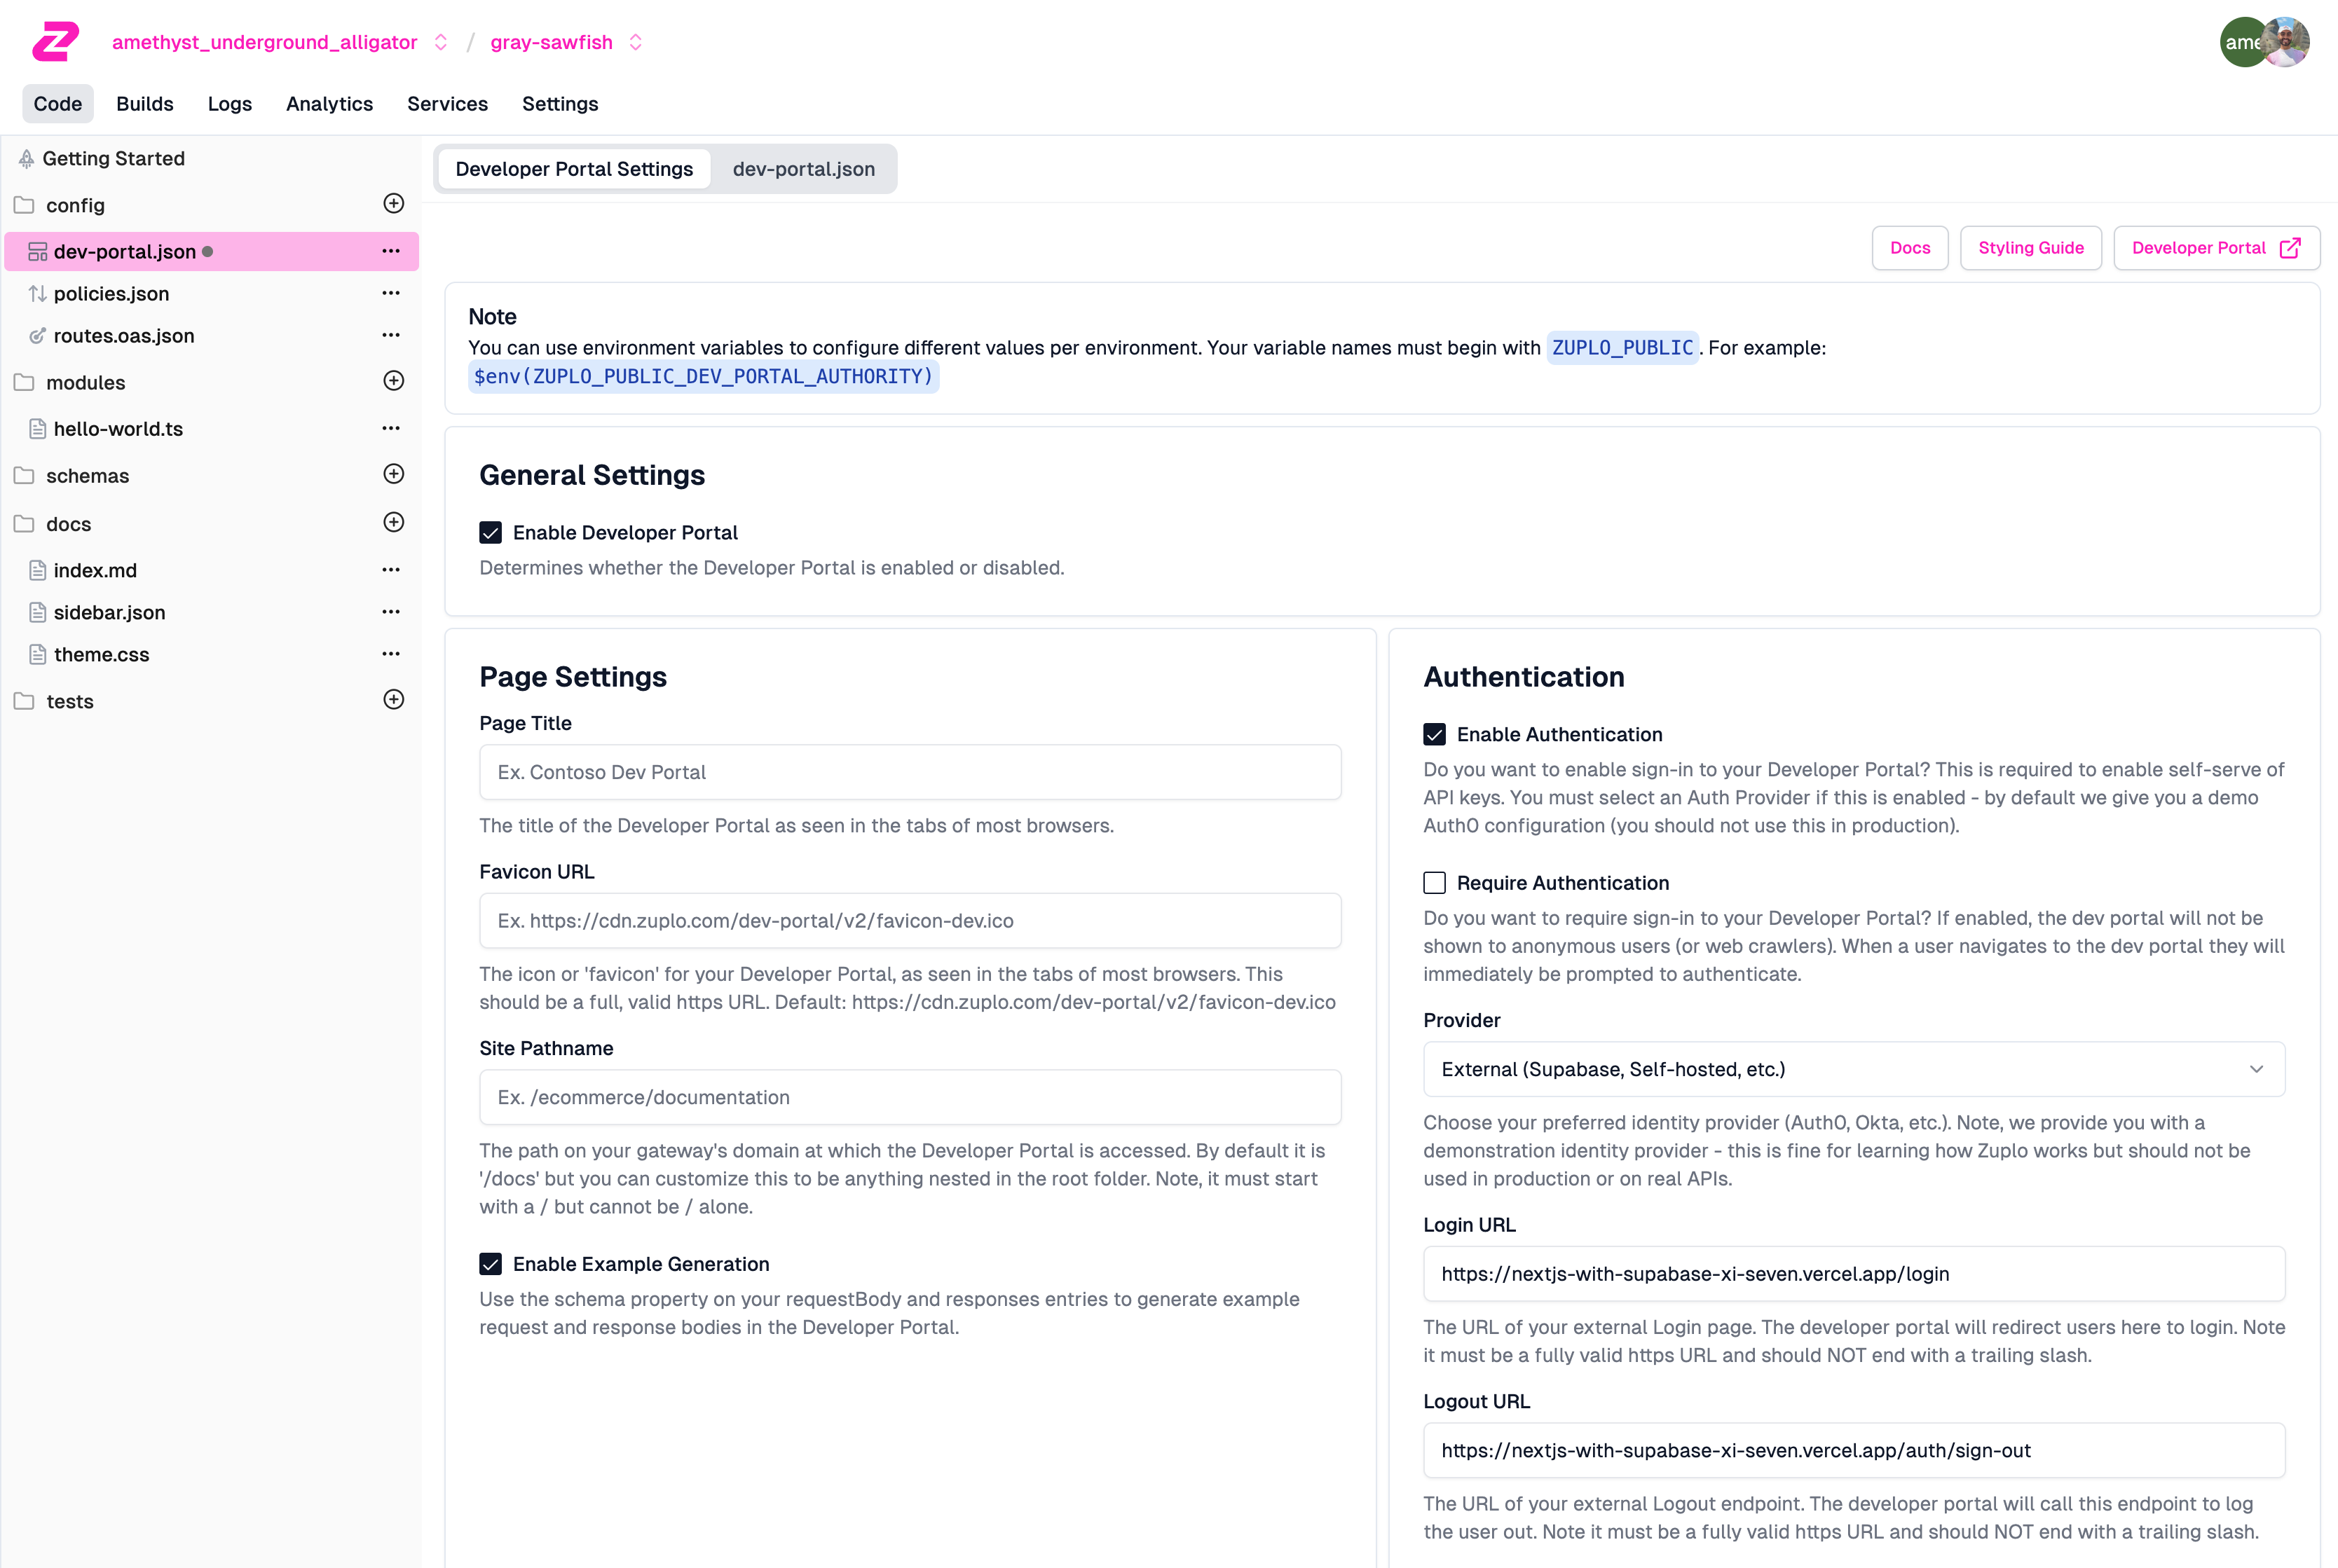 amethyst_underground_alligator / gray-sawfish
ame
Code Builds Logs Analytics Services Settings
Getting Started
config
dev-portal.json
policies.json
routes.oas.json
modules
hello-world.ts
schemas
docs
index.md
sidebar.json
theme.css
tests
Developer Portal Settings dev-portal.json
Docs Styling Guide Developer Portal
Note
You can use environment variables to configure different values per environment. Your variable names must begin with ZUPLO_PUBLIC. For example:
$env(ZUPLO_PUBLIC_DEV_PORTAL_AUTHORITY)
General Settings
Enable Developer Portal
Determines whether the Developer Portal is enabled or disabled.
Page Settings
Page Title
Ex. Contoso Dev Portal
The title of the Developer Portal as seen in the tabs of most browsers.
Favicon URL
Ex. https://cdn.zuplo.com/dev-portal/v2/favicon-dev.ico
The icon or 'favicon' for your Developer Portal, as seen in the tabs of most browsers. This
should be a full, valid https URL. Default: https://cdn.zuplo.com/dev-portal/v2/favicon-dev.ico
Site Pathname
Ex. /ecommerce/documentation
The path on your gateway's domain at which the Developer Portal is accessed. By default it is
'/docs' but you can customize this to be anything nested in the root folder. Note, it must start
with a / but cannot be / alone.
Enable Example Generation
Use the schema property on your requestBody and responses entries to generate example
request and response bodies in the Developer Portal.
Authentication
Enable Authentication
Do you want to enable sign-in to your Developer Portal? This is required to enable self-serve of
API keys. You must select an Auth Provider if this is enabled - by default we give you a demo
Auth0 configuration (you should not use this in production).
Require Authentication
Do you want to require sign-in to your Developer Portal? If enabled, the dev portal will not be
shown to anonymous users (or web crawlers). When a user navigates to the dev portal they will
immediately be prompted to authenticate.
Provider
External (Supabase, Self-hosted, etc.)
Choose your preferred identity provider (Auth0, Okta, etc.). Note, we provide you with a
demonstration identity provider - this is fine for learning how Zuplo works but should not be
used in production or on real APIs.
Login URL
https://nextjs-with-supabase-xi-seven.vercel.app/login
The URL of your external Login page. The developer portal will redirect users here to login. Note
it must be a fully valid https URL and should NOT end with a trailing slash.
Logout URL
https://nextjs-with-supabase-xi-seven.vercel.app/auth/sign-out
The URL of your external Logout endpoint. The developer portal will call this endpoint to log
the user out. Note it must be a fully valid https URL and should NOT end with a trailing slash.